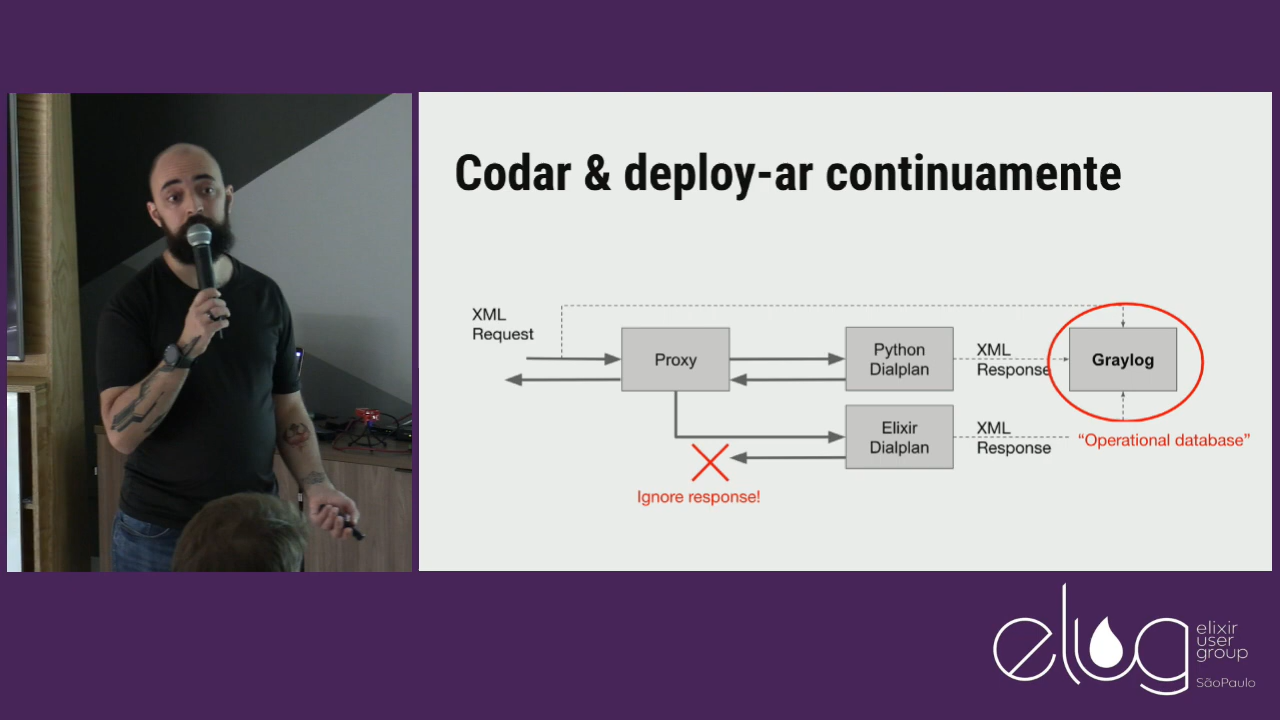 Codar & deploy-ar continuamente
XML
Request
Proxy
Python
Dialplan
XML
Response
Graylog
Elixir
Dialplan
XML
Response
“Operational database”
Ignore response!
elug
elixir
user
group
SãoPaulo